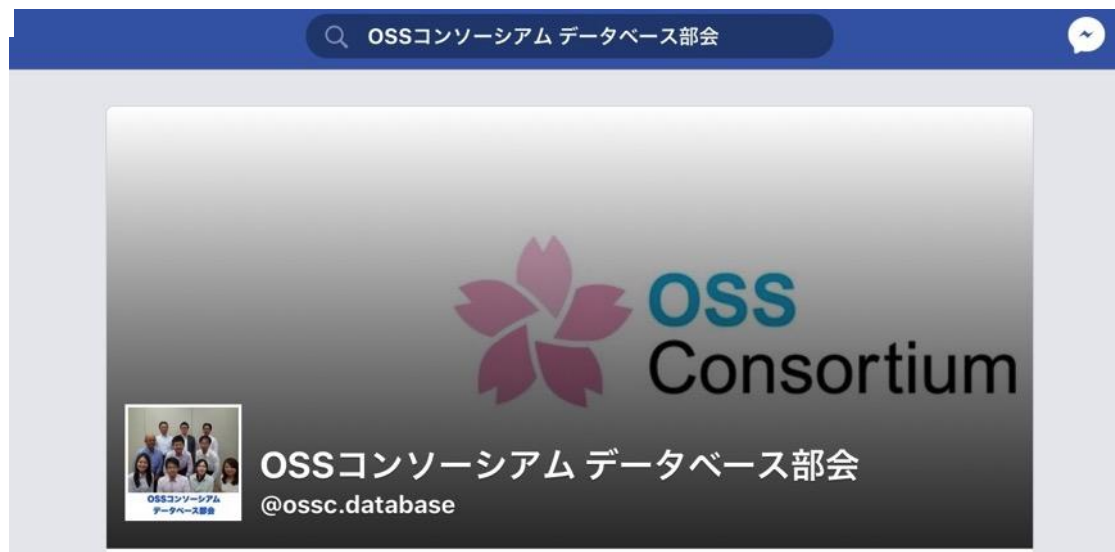 OSSコンソーシアム データベース部会
OSS
Consortium
OSSコンソーシアム
データベース部会
OSSコンソーシアム データベース部会
@ossc.database